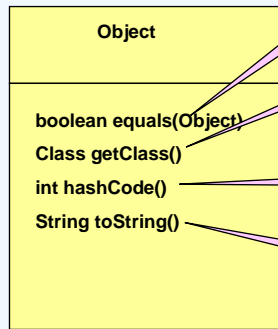 Object
boolean equals(Object)
Class getClass()
int hashCode()
String toString()